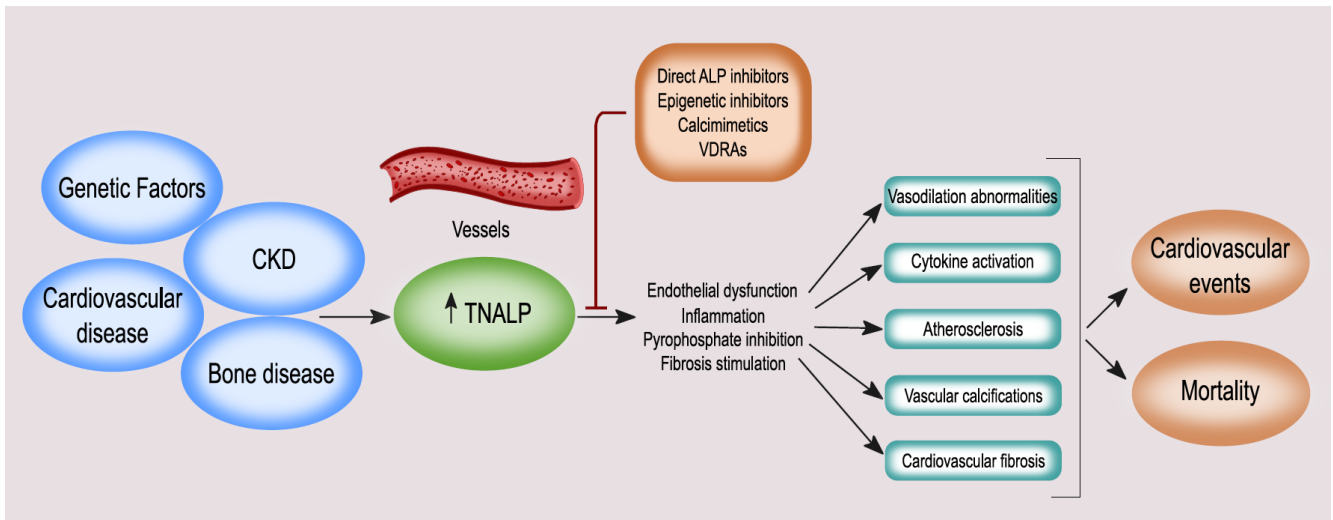 Genetic Factors
CKD
Cardiovascular
disease
Bone disease
Vessels
↑ TNALP
Direct ALP inhibitors
Epigenetic inhibitors
Calcimimetics
VDRAs
Endothelial dysfunction
Inflammation
Pyrophosphate inhibition
Fibrosis stimulation
Vasodilation abnormalities
Cytokine activation
Atherosclerosis
Vascular calcifications
Cardiovascular fibrosis
Cardiovascular
events
Mortality